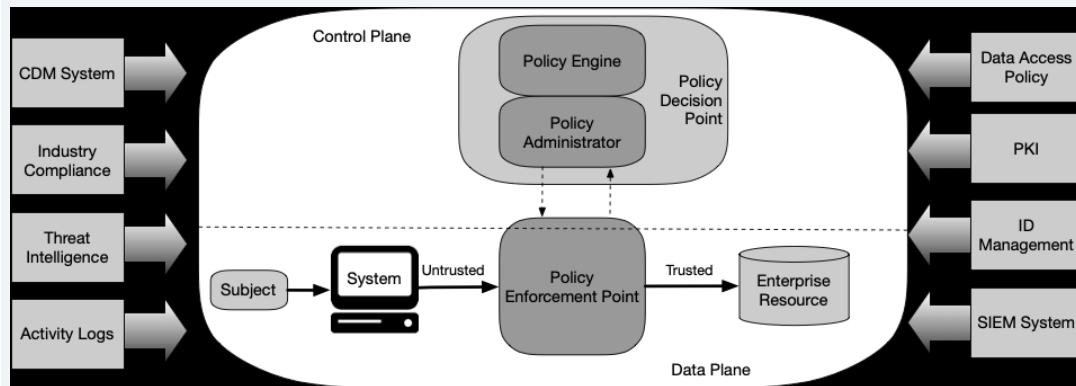 Control Plane
CDM System
Industry
Compliance
Threat
Intelligence
Activity Logs
Policy Engine
Policy
Administrator
Policy
Decision
Point
Subject
System
Untrusted
Policy
Enforcement Point
Trusted
Enterprise
Resource
Data Plane
Data Access
Policy
PKI
ID
Management
SIEM System